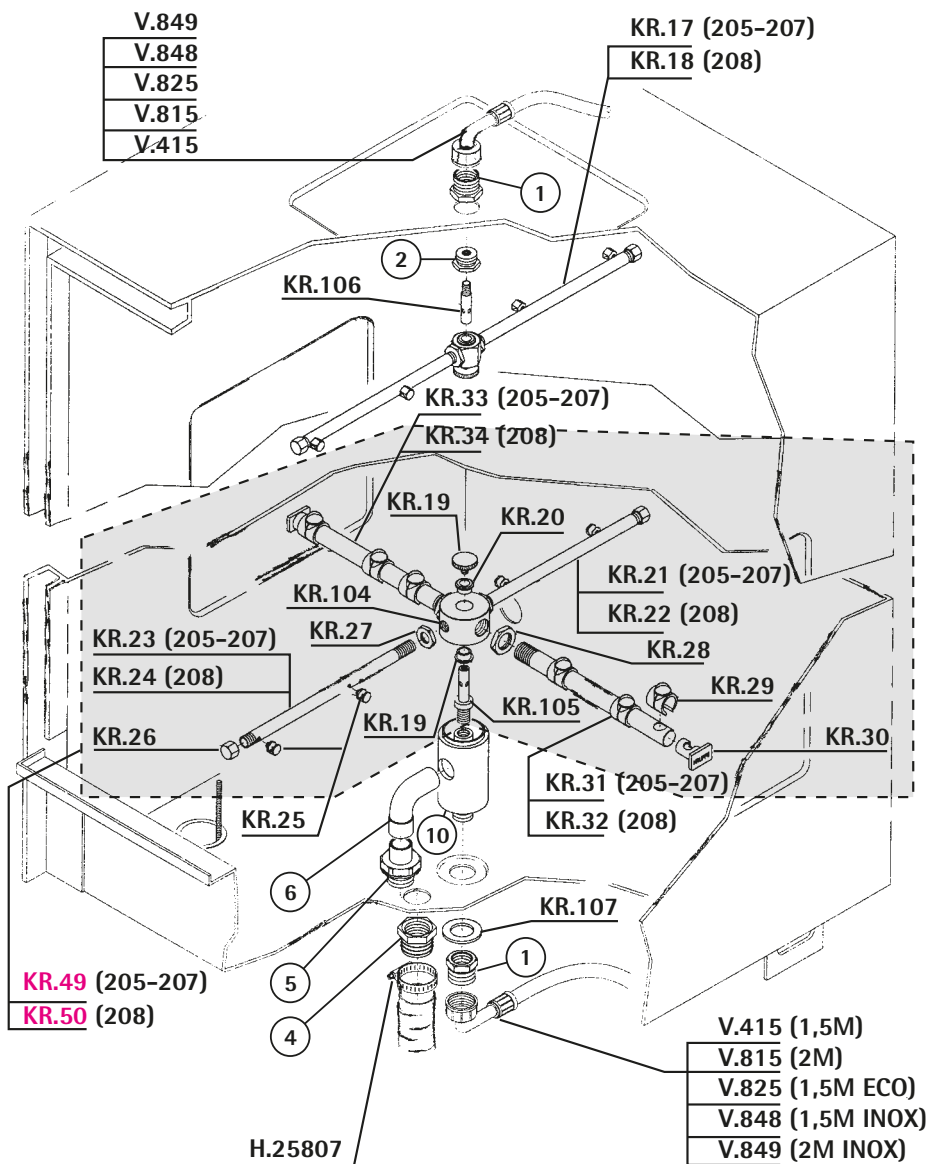 V.849
V.848
V.825
V.815
V.415
KR.17 (205-207)
KR.18 (208)
1
2
KR.106
KR.33 (205-207)
KR.34 (208)
KR.19
KR.20
KR.21 (205-207)
KR.22 (208)
KR.104
KR.27
KR.23 (205-207)
KR.24 (208)
KR.28
KR.29
KR.19
KR.105
KR.26
KR.30
KR.31 (205-207)
KR.32 (208)
KR.25
10
6
5
KR.107
1
4
KR.49 (205-207)
KR.50 (208)
V.415 (1,5M)
V.815 (2M)
V.825 (1,5M ECO)
V.848 (1,5M INOX)
V.849 (2M INOX)
H.25807